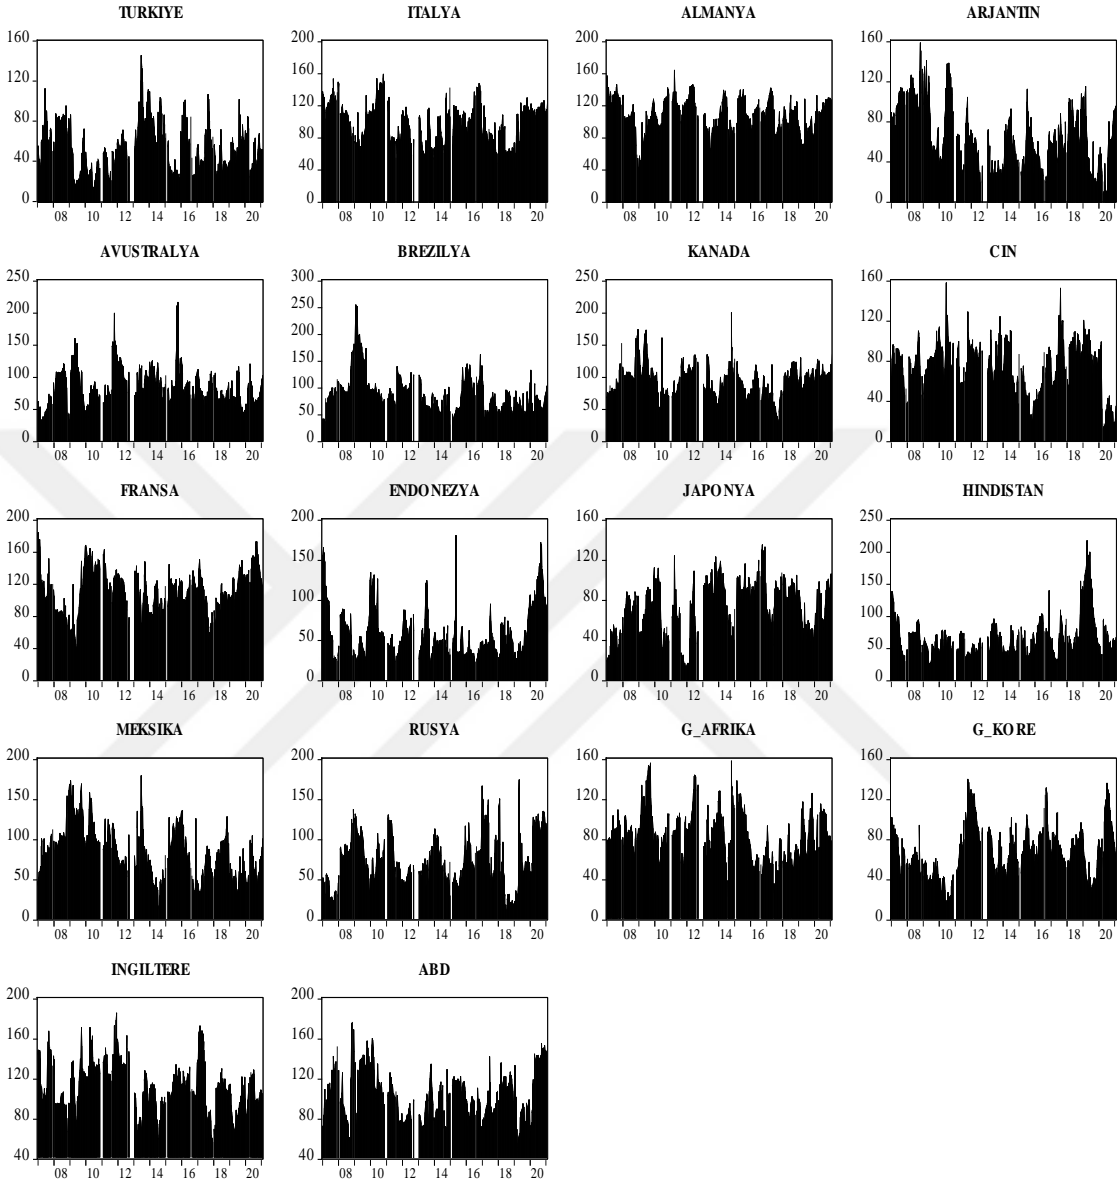 TURKIYE ITALYA ALMANYA ARJANTIN
160 200 200 160
120 160 160 120
80 120 120 80
40 80 80 40
0 40 40 0
0 0
08 10 12 14 16 18 20 08 10 12 14 16 18 20 08 10 12 14 16 18 20 08 10 12 14 16 18 20
AVUSTRALYA BREZILYA KANADA CIN
250 300 250 160
200 250 200 120
150 200 150 80
100 150 100 40
50 100 50 0
0 50 0
0
08 10 12 14 16 18 20 08 10 12 14 16 18 20 08 10 12 14 16 18 20 08 10 12 14 16 18 20
FRANSA ENDONEZYA JAPONYA HINDISTAN
200 200 160 250
160 150 120 200
120 100 80 150
80 50 40 100
40 0 0 50
0 0
08 10 12 14 16 18 20 08 10 12 14 16 18 20 08 10 12 14 16 18 20 08 10 12 14 16 18 20
MEKSIKA RUSYA G_AFRIKA G_KORE
200 200 160 160
150 150 120 120
100 100 80 80
50 50 40 40
0 0 0 0
08 10 12 14 16 18 20 08 10 12 14 16 18 20 08 10 12 14 16 18 20 08 10 12 14 16 18 20
INGILTERE ABD
200 200
160 160
120 120
80 80
40 40
08 10 12 14 16 18 20 08 10 12 14 16 18 20